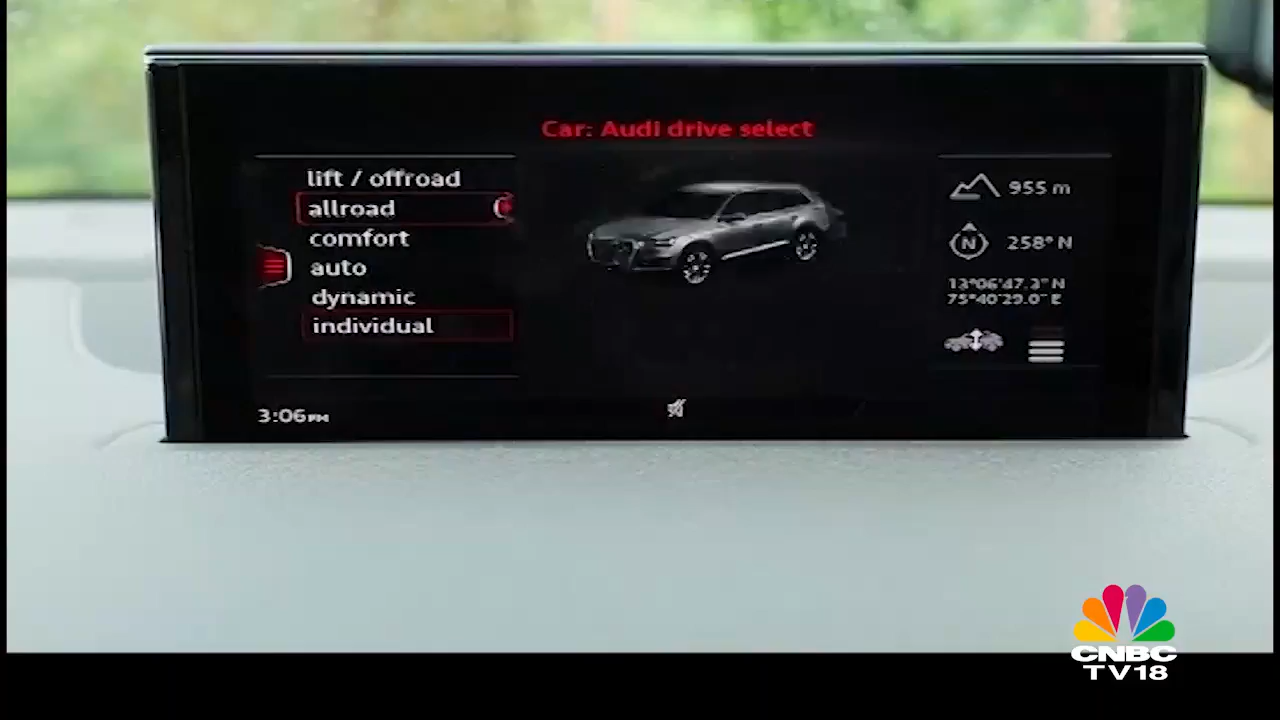 Car: Audi drive select
lift / offroad
allroad
comfort
auto
dynamic
individual
955 m
N
258° N
13°06'47.3" N
75°40'29.0" E
3:06PM
CNBC
TV18